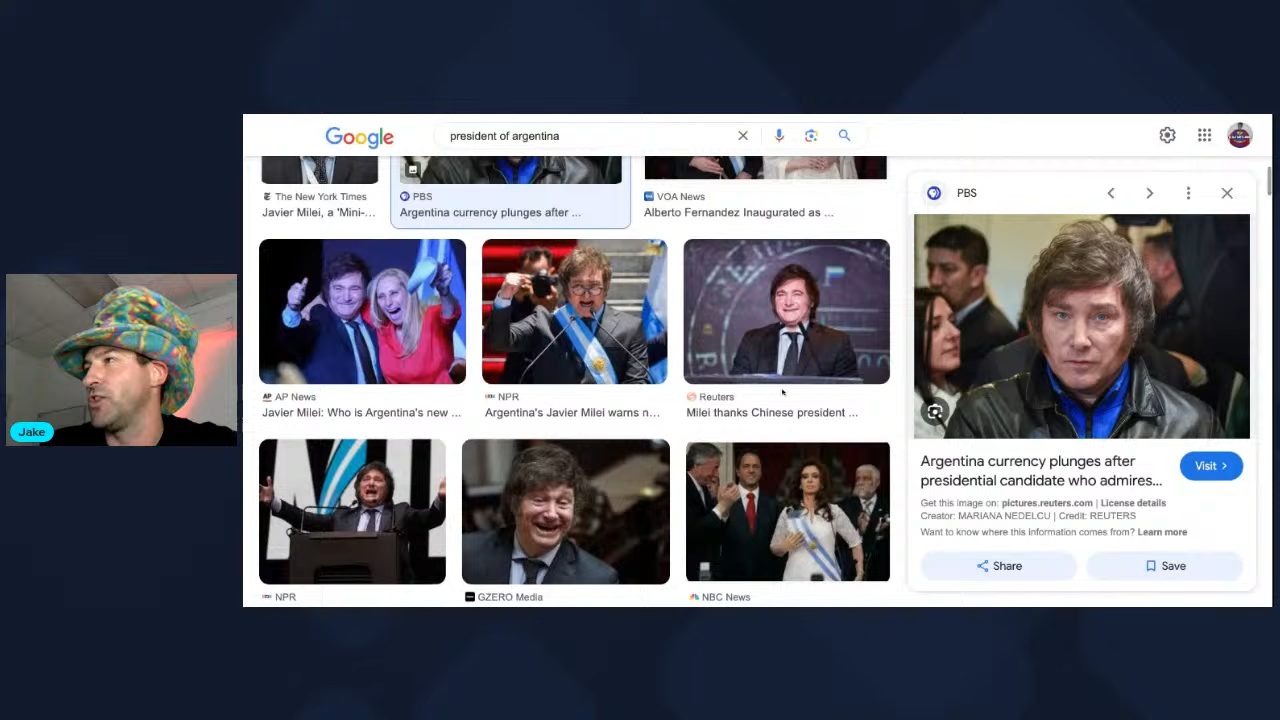 Google
president of argentina
The New York Times
Javier Milei, a 'Mini-...
PBS
Argentina currency plunges after ...
VOA News
Alberto Fernandez Inaugurated as ...
PBS
AP News
Javier Milei: Who is Argentina's new ...
NPR
Argentina's Javier Milei warns n...
Reuters
Milei thanks Chinese president ...
Jake
NPR
GZERO Media
NBC News
Argentina currency plunges after
presidential candidate who admires...
Visit
Get this image on: pictures.reuters.com | License details
Creator: MARIANA NEDELCU | Credit: REUTERS
Want to know where this information comes from? Learn more
Share
Save